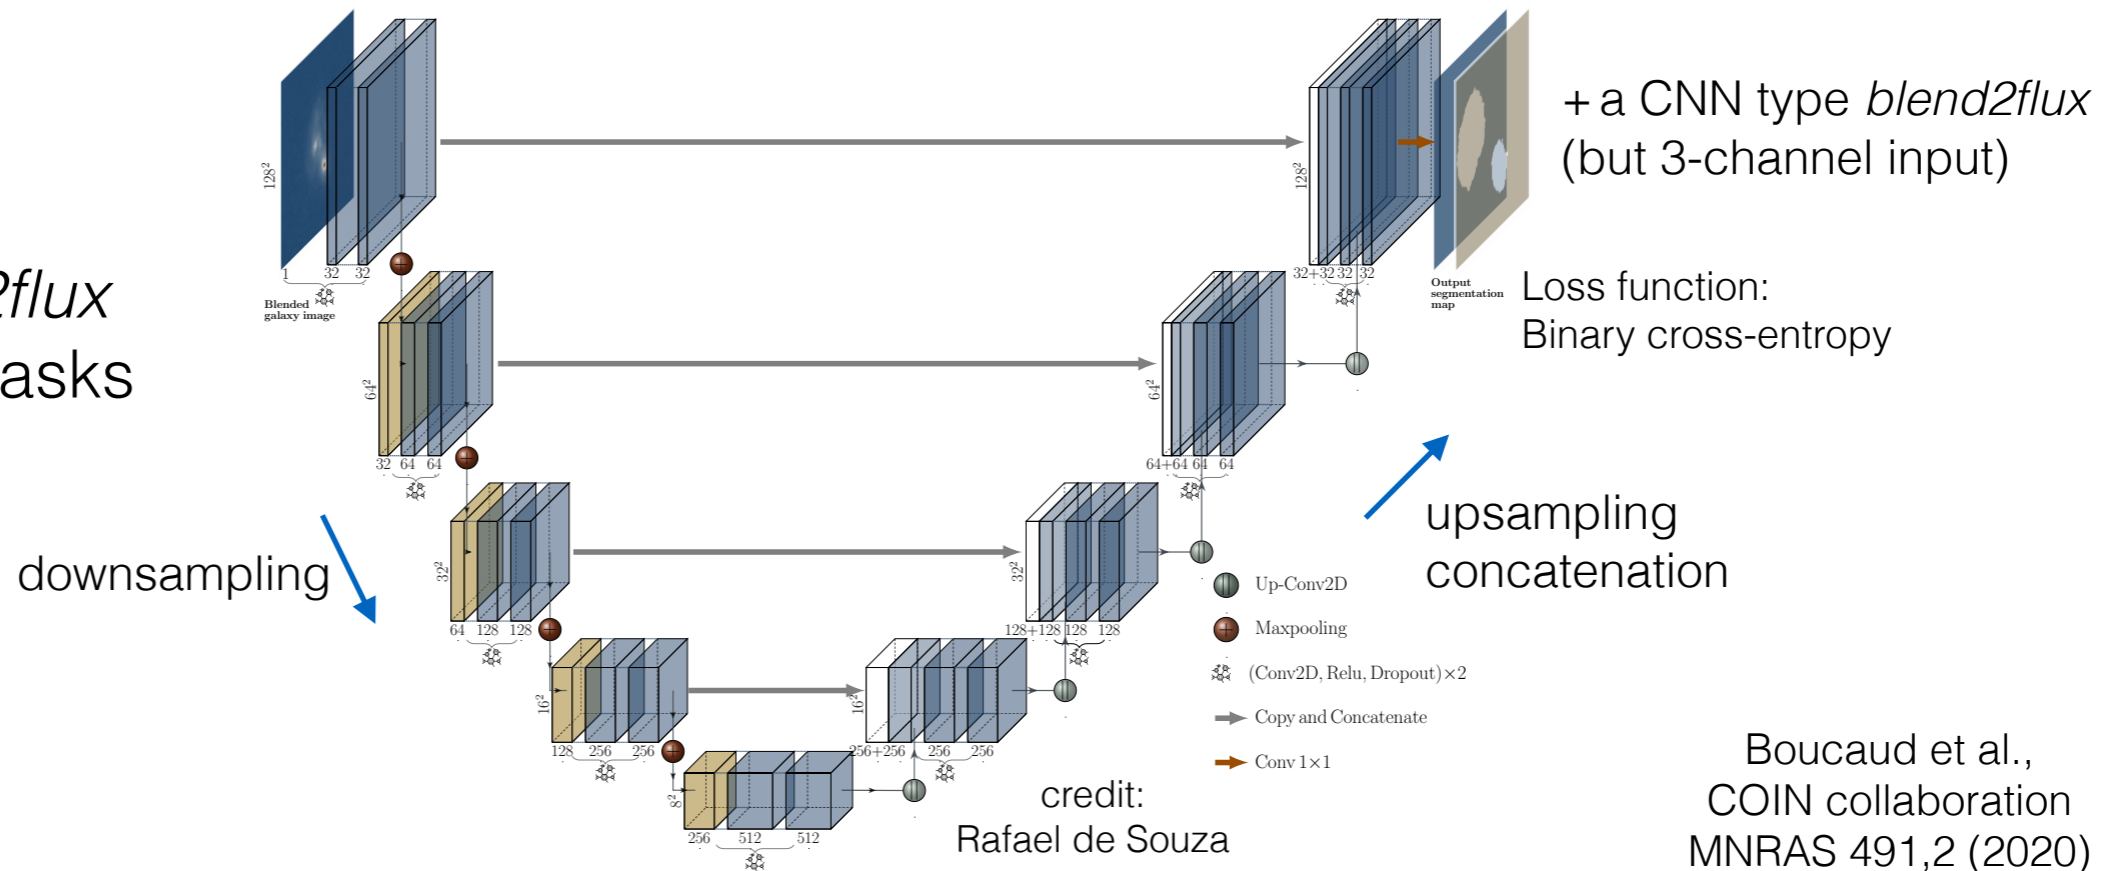 2flux
asks
128²
1 32 32
Blended
galaxy image
64²
32 64 64
32²
64 128 128
16²
128 256 256
8²
256 512 512
16²
256+256 256 256
32²
128+128 128 128
64²
64+64 64 64
128²
32+32 32 32
Output
segmentation
map
downsampling
upsampling
concatenation
+ a CNN type blend2flux
(but 3-channel input)
Loss function:
Binary cross-entropy
Up-Conv2D
Maxpooling
(Conv2D, Relu, Dropout)×2
Copy and Concatenate
Conv 1×1
credit:
Rafael de Souza
Boucaud et al.,
COIN collaboration
MNRAS 491,2 (2020)